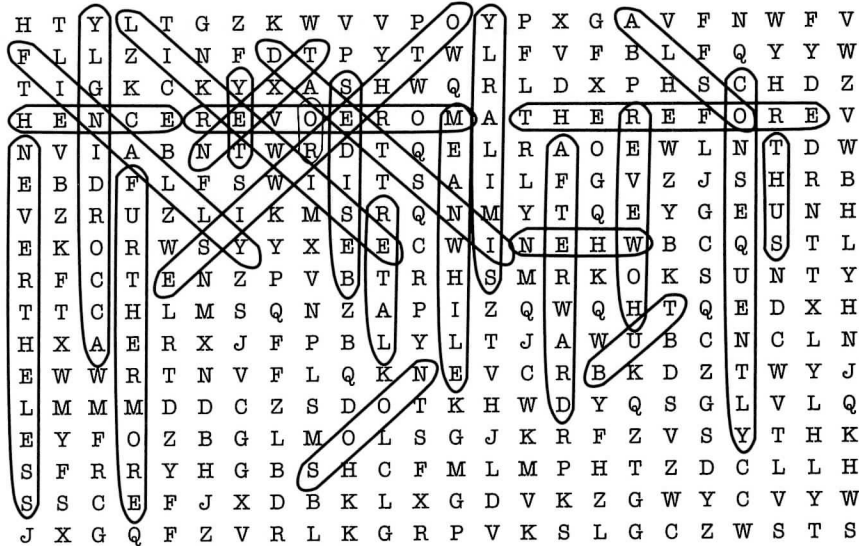 H T Y L T G Z K W V V P O Y P X G A V F N W F V
F L L Z I N F D T P Y T W L F V F B L F Q Y Y W
T I G K C K Y X A S H W Q R L D X P H S C H D Z
H E N C E R E V O E R O M A T H E R E F O R E V
N V I A B N T W R D T Q E L R A O E W L N T D W
E B D F L F S W I I T S A I L F G V Z J S H R B
V Z R U Z L I K M S R Q N M Y T Q E Y G E U N H
E K O R W S Y Y X E E C W I N E H W B C Q S T L
R F C T E N Z P V B T R H S M R K O K S U N T Y
T T C H L M S Q N Z A P I Z Q W Q H T Q E D X H
H X A E R X J F P B L Y L T J A W U B C N C L N
E W W R T N V F L Q K N E V C R B K D Z T W Y J
L M M M D D C Z S D O T K H W D Y Q S G L V L Q
E Y F O Z B G L M O L S G J K R F Z V S Y T H K
S F R R Y H G B S H C F M L M P H T Z D C L L H
S S C E F J X D B K L X G D V K Z G W Y C V Y W
J X G Q F Z V R L K G R P V K S L G C Z W S T S